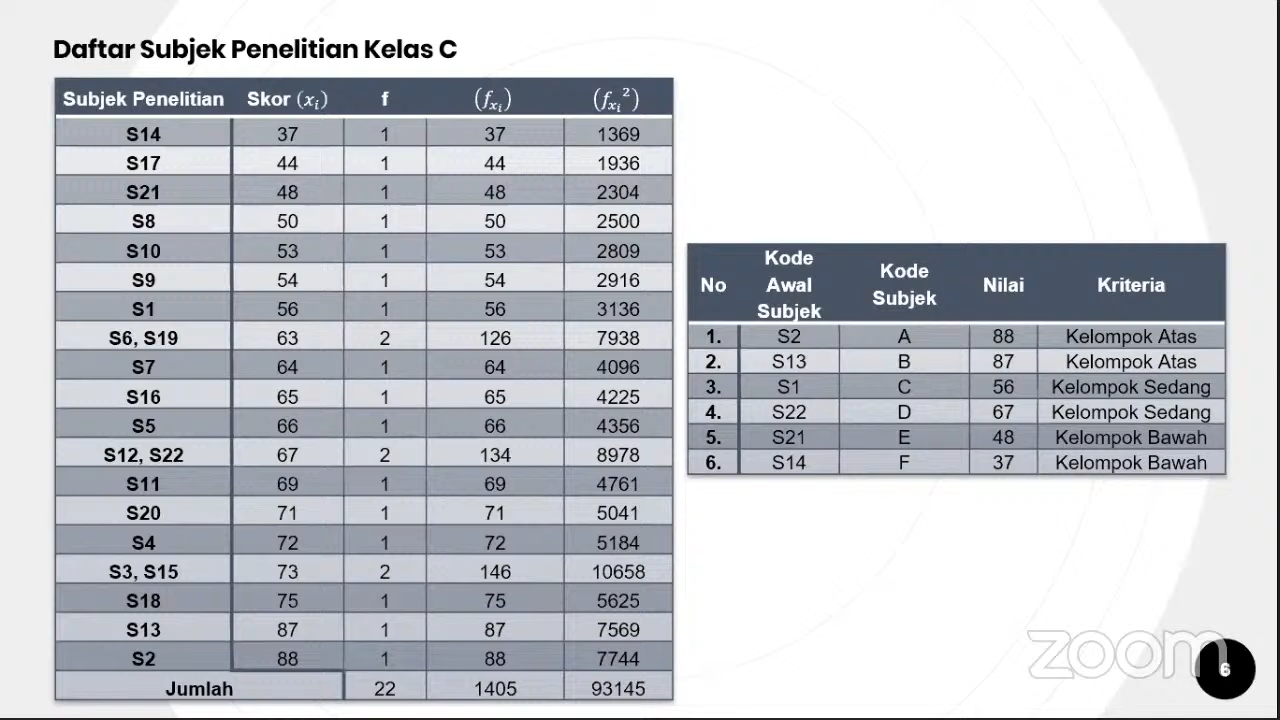 Daftar Subjek Penelitian Kelas C
Subjek Penelitian Skor (xᵢ) f (f_{xᵢ}) (f_{xᵢ}²)
S14 37 1 37 1369
S17 44 1 44 1936
S21 48 1 48 2304
S8 50 1 50 2500
S10 53 1 53 2809
S9 54 1 54 2916
S1 56 1 56 3136
S6, S19 63 2 126 7938
S7 64 1 64 4096
S16 65 1 65 4225
S5 66 1 66 4356
S12, S22 67 2 134 8978
S11 69 1 69 4761
S20 71 1 71 5041
S4 72 1 72 5184
S3, S15 73 2 146 10658
S18 75 1 75 5625
S13 87 1 87 7569
S2 88 1 88 7744
Jumlah 22 1405 93145
No Kode Awal Subjek Kode Subjek Nilai Kriteria
1. S2 A 88 Kelompok Atas
2. S13 B 87 Kelompok Atas
3. S1 C 56 Kelompok Sedang
4. S22 D 67 Kelompok Sedang
5. S21 E 48 Kelompok Bawah
6. S14 F 37 Kelompok Bawah
zoom
6